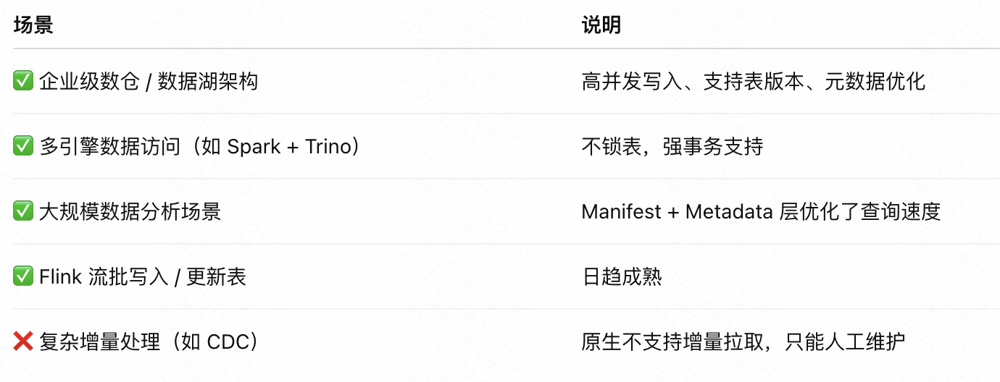 场景 说明
✅ 企业级数仓 / 数据湖架构 高并发写入、支持表版本、元数据优化
✅ 多引擎数据访问（如 Spark + Trino） 不锁表，强事务支持
✅ 大规模数据分析场景 Manifest + Metadata 层优化了查询速度
✅ Flink 流批写入 / 更新表 日趋成熟
❌ 复杂增量处理（如 CDC） 原生不支持增量拉取，只能人工维护